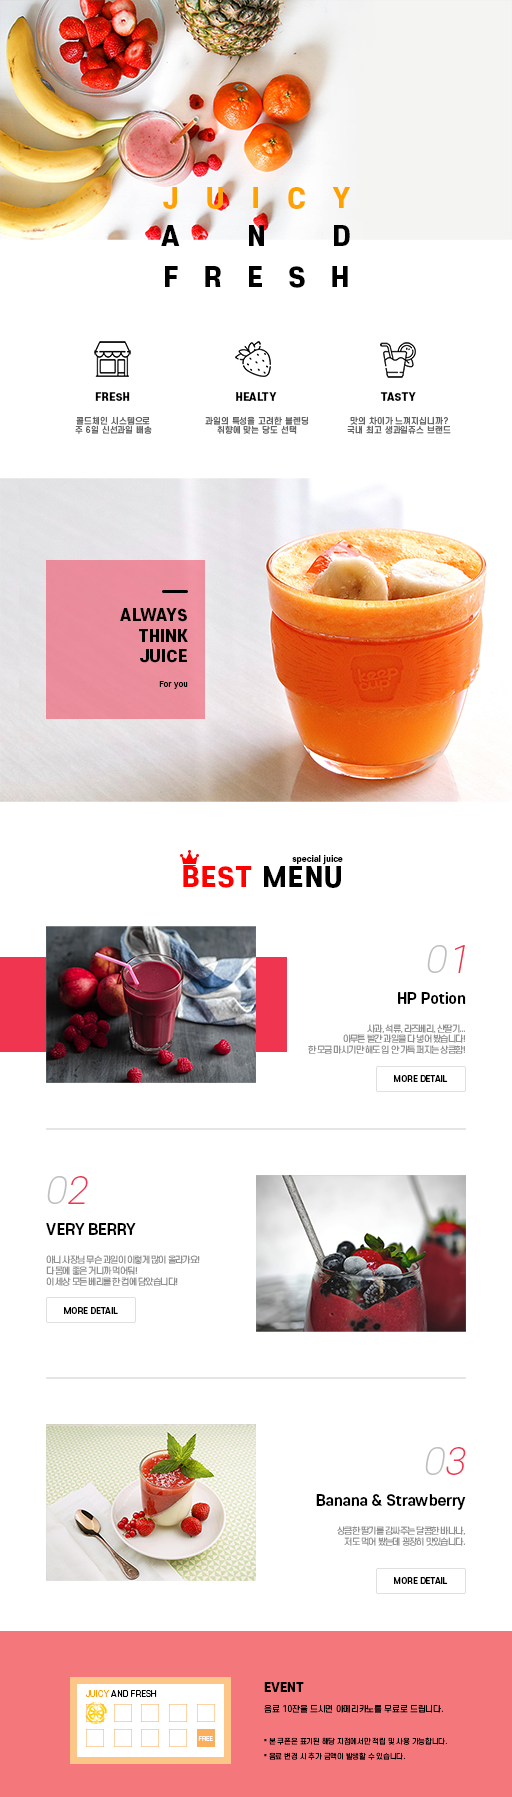 JUICY
AND
FRESH
FRESH
콜드체인 시스템으로
주 6일 신선과일 배송
HEALTY
과일의 특성을 고려한 블렌딩
취향에 맞는 당도 선택
TASTY
맛의 차이가 느껴지십니까?
국내 최고 생과일쥬스 브랜드
keep
cup
ALWAYS
THINK
JUICE
For you
special juice
BEST MENU
01
HP Potion
사과, 석류, 라즈베리, 산딸기...
아무튼 빨간 과일을 다 넣어 봤습니다!
한 모금 마시기만 해도 입 안 가득 퍼지는 상큼함!
MORE DETAIL
02
VERY BERRY
아니 사장님 무슨 과일이 이렇게 많이 올라가요!
다 몸에 좋은 거니까 먹어둬!
이 세상 모든 베리를 한 컵에 담았습니다!
MORE DETAIL
03
Banana & Strawberry
상큼한 딸기를 감싸주는 달콤한 바나나,
저도 먹어 봤는데 굉장히 맛있습니다.
MORE DETAIL
JUICY AND FRESH
FREE
EVENT
음료 10잔을 드시면 아메리카노를 무료로 드립니다.
* 본 쿠폰은 표기된 해당 지점에서만 적립 및 사용 가능합니다.
* 음료 변경 시 추가 금액이 발생할 수 있습니다.